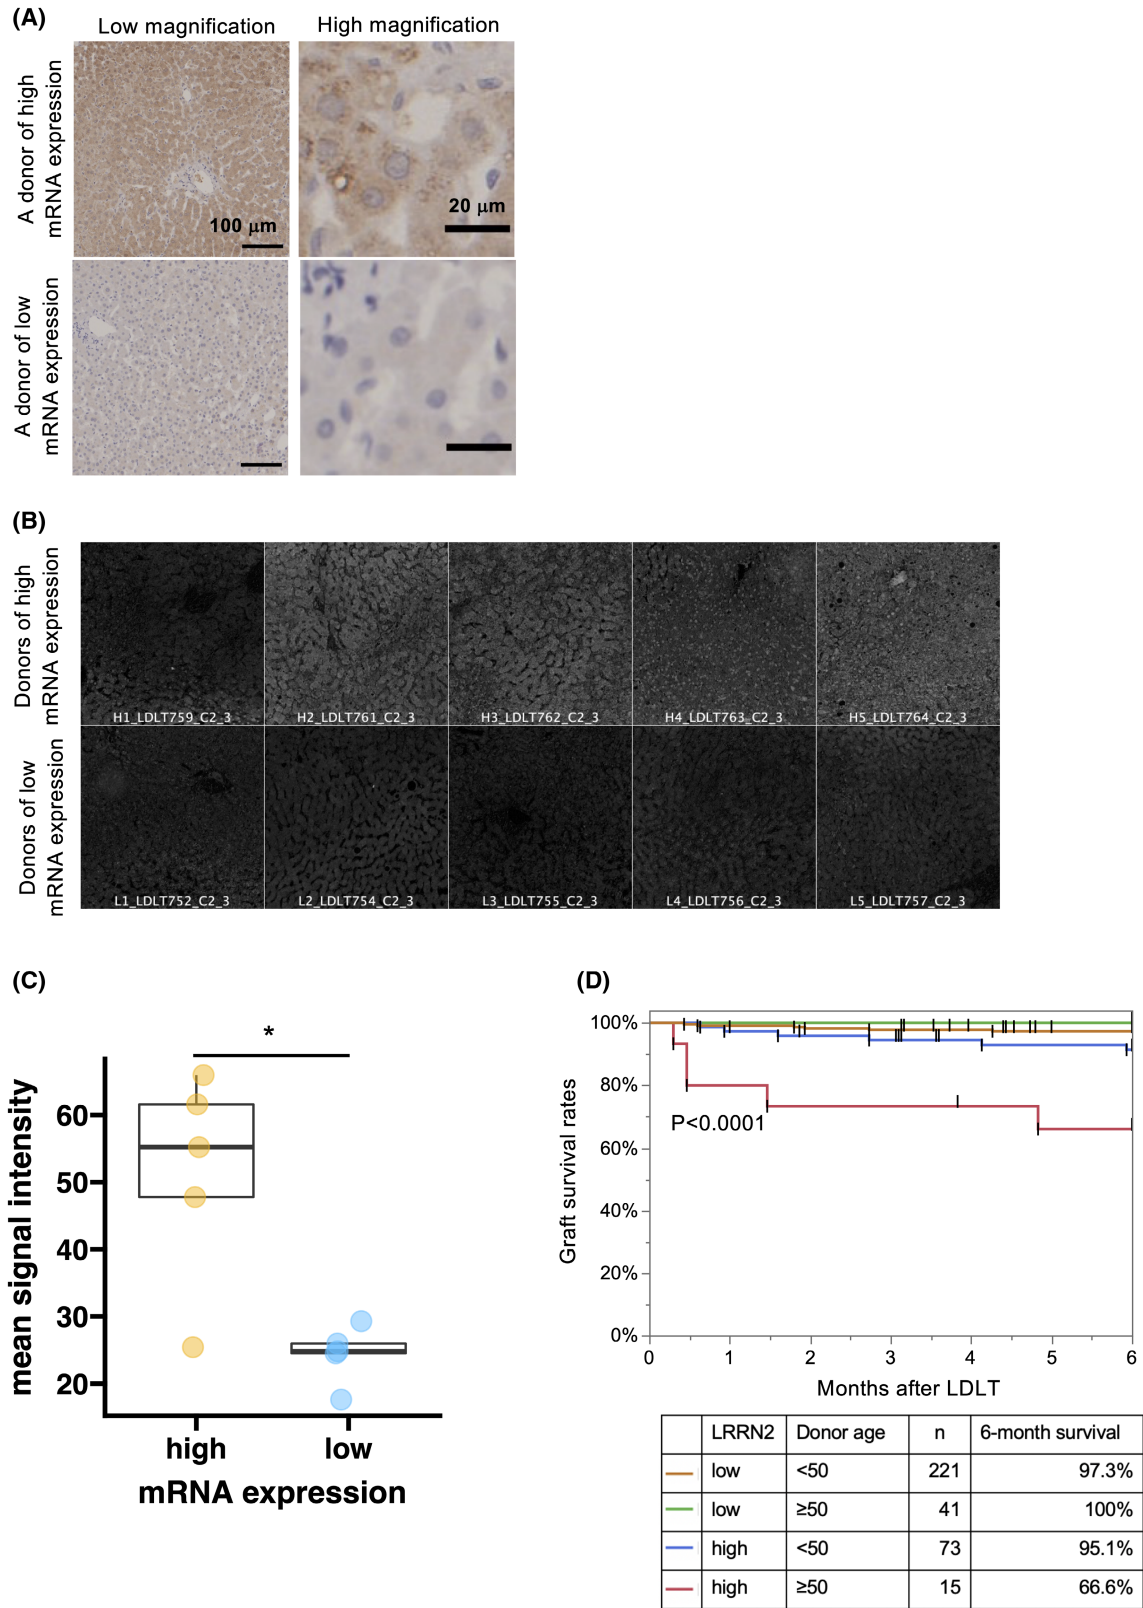 (A)
Low magnification
High magnification
A donor of high
mRNA expression
100 μm
20 μm
A donor of low
mRNA expression
(B)
Donors of high
mRNA expression
H1_LDLT759_C2_3
H2_LDLT761_C2_3
H3_LDLT762_C2_3
H4_LDLT763_C2_3
H5_LDLT764_C2_3
Donors of low
mRNA expression
L1_LDLT752_C2_3
L2_LDLT754_C2_3
L3_LDLT755_C2_3
L4_LDLT756_C2_3
L5_LDLT757_C2_3
(C)
*
mean signal intensity
60
50
40
30
20
high
low
mRNA expression
(D)
Graft survival rates
100%
80%
60%
40%
20%
0%
P<0.0001
0 1 2 3 4 5 6
Months after LDLT
LRRN2 Donor age n 6-month survival
low <50 221 97.3%
low ≥50 41 100%
high <50 73 95.1%
high ≥50 15 66.6%